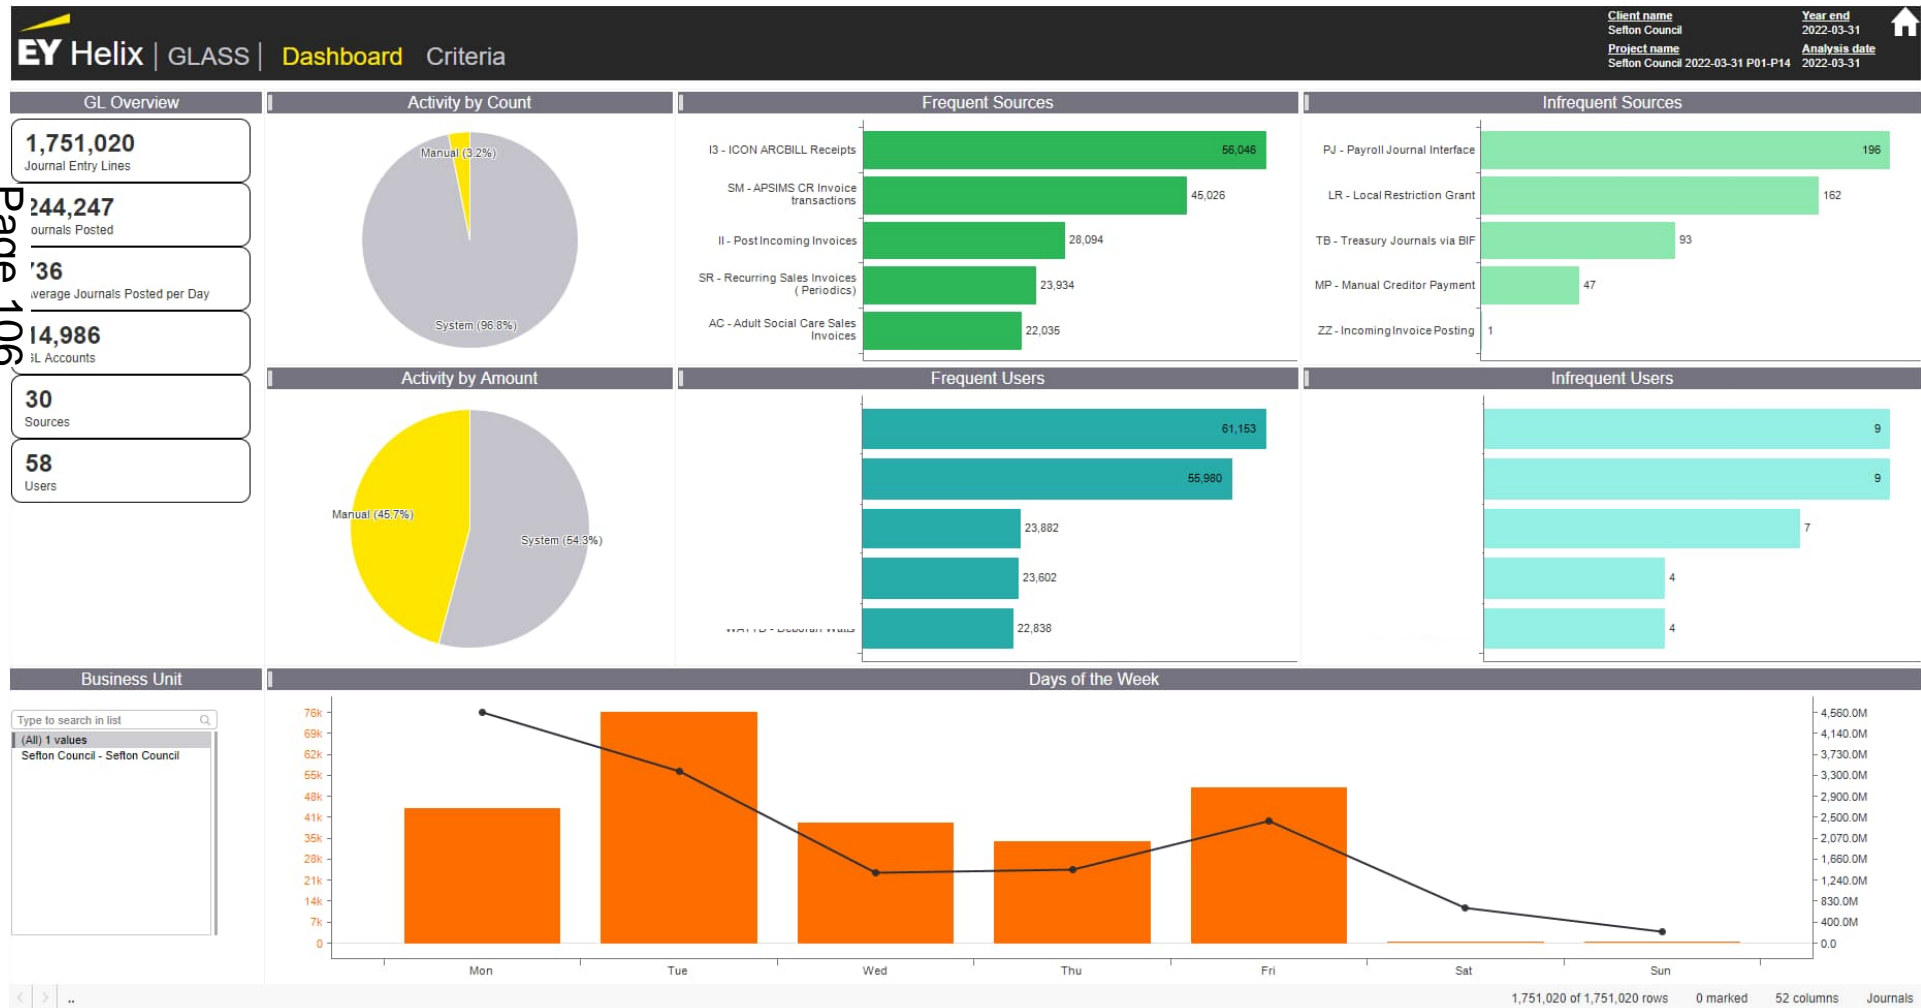 EY Helix | GLASS | Dashboard Criteria
Client name
Sefton Council
Project name
Sefton Council 2022-03-31 P01-P14
Year end
2022-03-31
Analysis date
2022-03-31
Page 106
GL Overview
1,751,020
Journal Entry Lines
244,247
ournals Posted
736
verage Journals Posted per Day
14,986
GL Accounts
30
Sources
58
Users
Activity by Count
Manual (3.2%)
System (96.8%)
Frequent Sources
I3 - ICON ARCBILL Receipts
56,046
SM - APSIMS CR Invoice
transactions
45,026
II - Post Incoming Invoices
28,094
SR - Recurring Sales Invoices
( Periodics)
23,934
AC - Adult Social Care Sales
Invoices
22,035
Infrequent Sources
PJ - Payroll Journal Interface
196
LR - Local Restriction Grant
162
TB - Treasury Journals via BIF
93
MP - Manual Creditor Payment
47
ZZ - Incoming Invoice Posting
1
Activity by Amount
Manual (45.7%)
System (54.3%)
Frequent Users
61,153
55,980
23,882
23,602
22,838
Infrequent Users
9
9
7
4
4
Business Unit
Type to search in list
(All) 1 values
Sefton Council - Sefton Council
Days of the Week
76k
69k
62k
55k
48k
41k
35k
28k
21k
14k
7k
0
4,560.0M
4,140.0M
3,730.0M
3,300.0M
2,900.0M
2,500.0M
2,070.0M
1,660.0M
1,240.0M
830.0M
400.0M
0.0
Mon Tue Wed Thu Fri Sat Sun
..
1,751,020 of 1,751,020 rows 0 marked 52 columns Journals